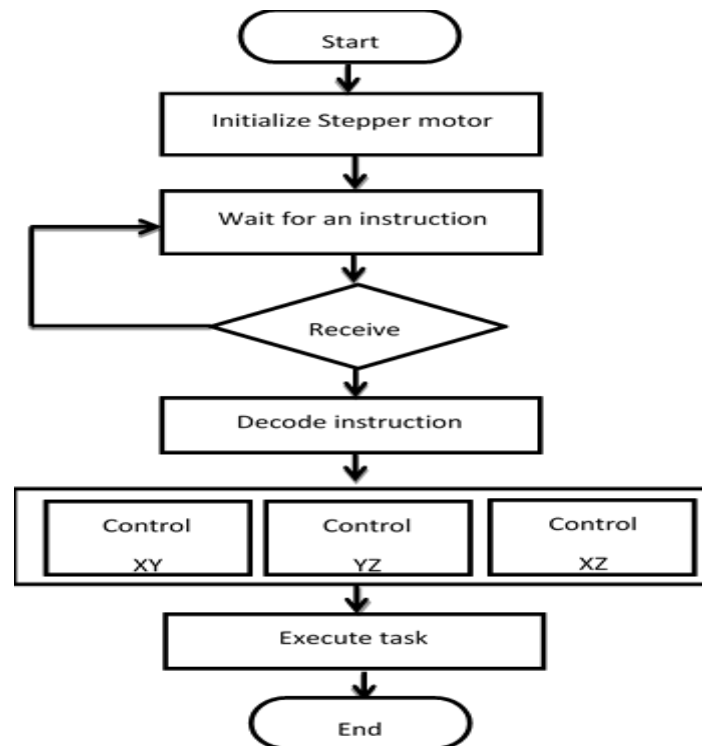 Start
Initialize Stepper motor
Wait for an instruction
Receive
Decode instruction
Control
XY
Control
YZ
Control
XZ
Execute task
End